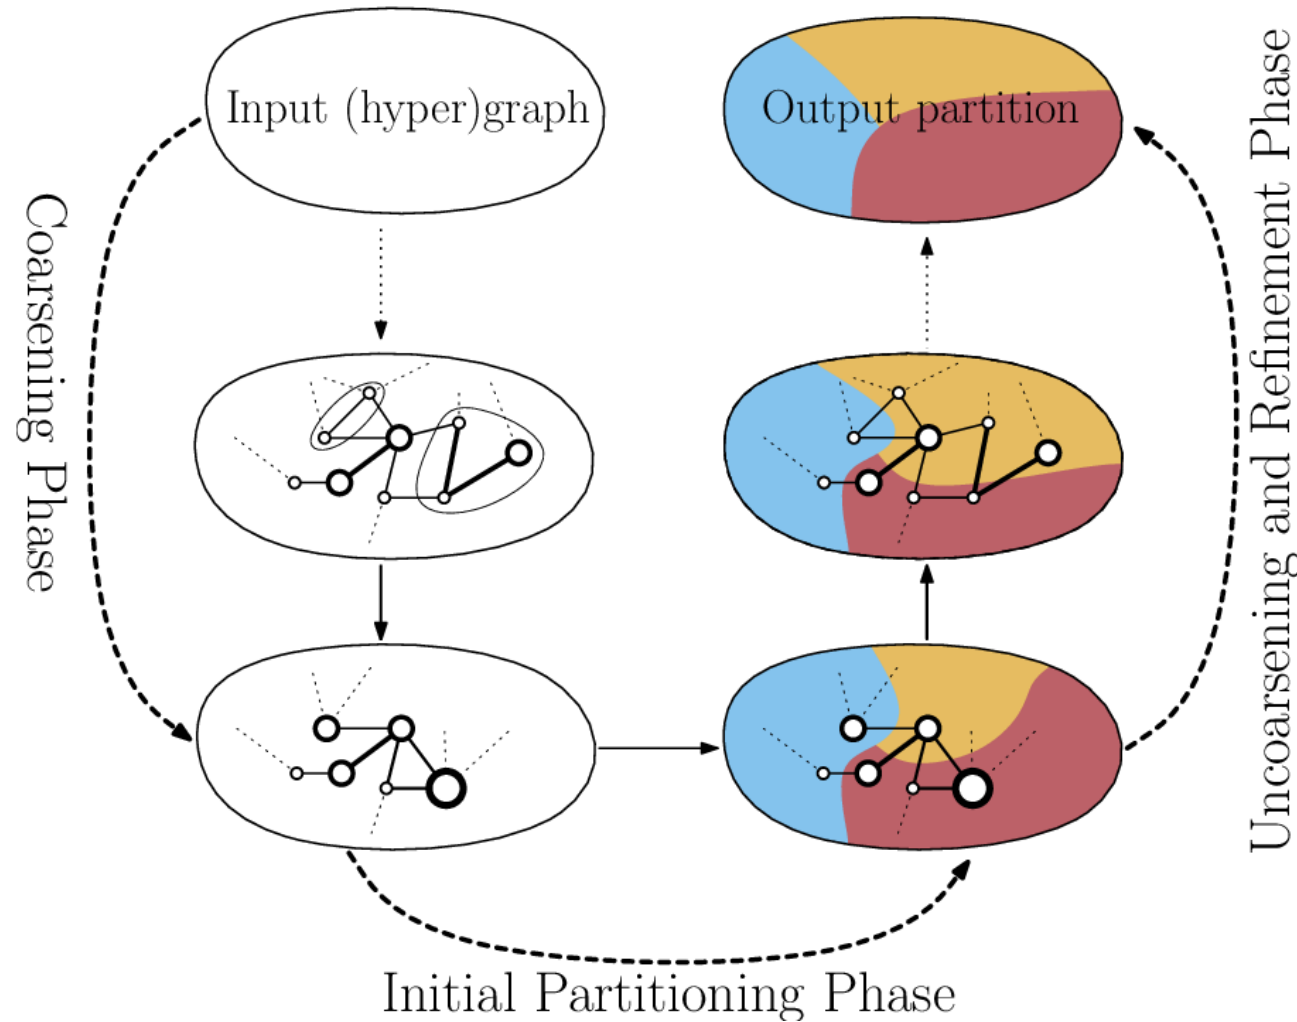 Input (hyper)graph
Output partition
Coarsening Phase
Uncoarsening and Refinement Phase
Initial Partitioning Phase